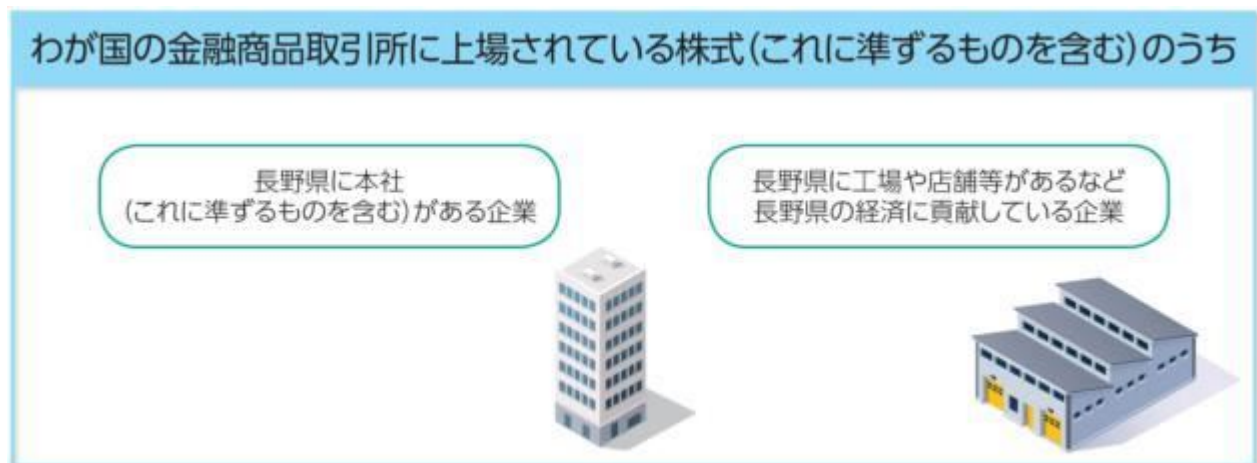 わが国の金融商品取引所に上場されている株式(これに準ずるものを含む)のうち
長野県に本社
(これに準ずるものを含む)がある企業
長野県に工場や店舗等があるなど
長野県の経済に貢献している企業